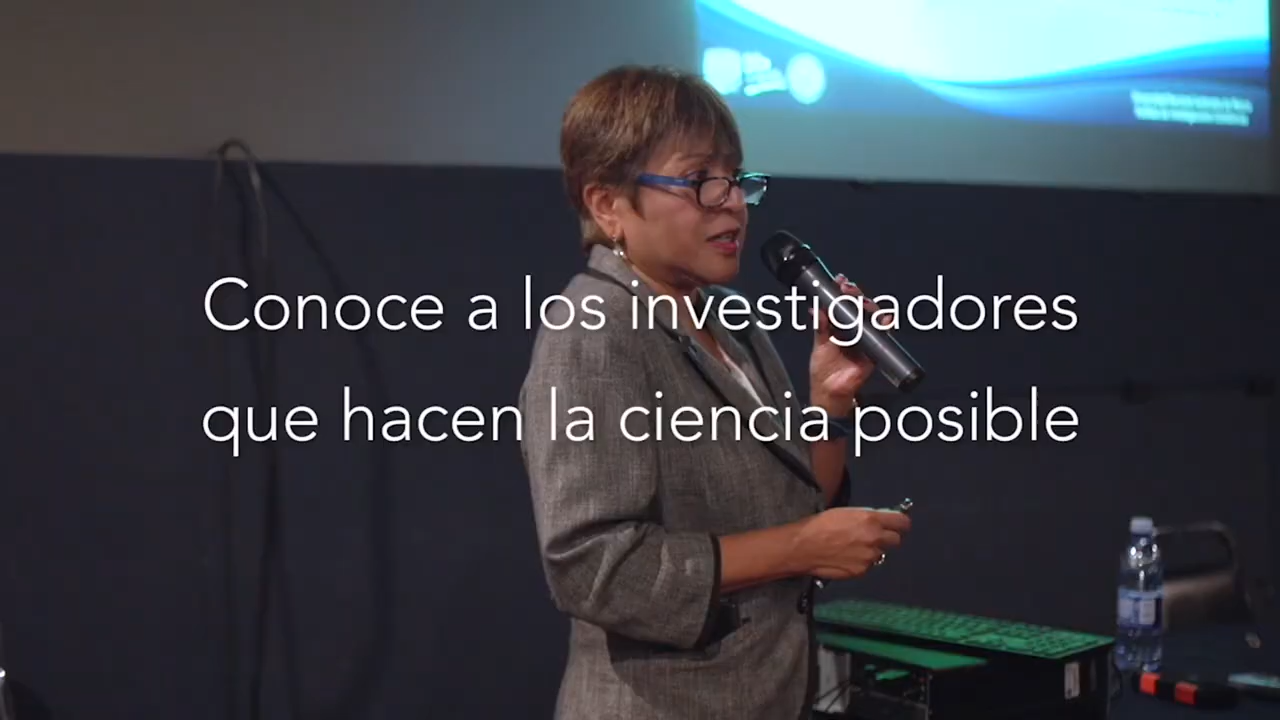 Conoce a los investigadores
que hacen la ciencia posible